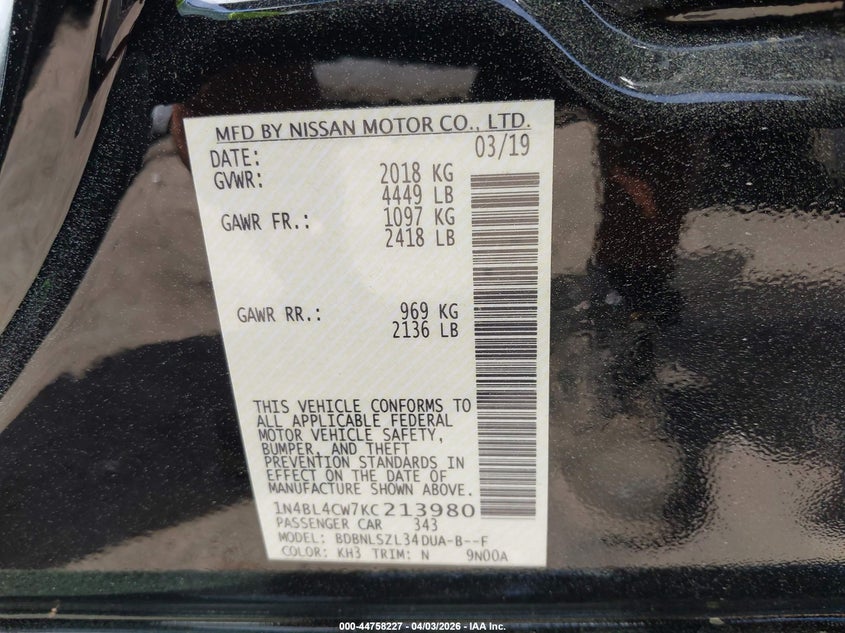 MFD BY NISSAN MOTOR CO., LTD.
DATE: 03/19
GVWR: 2018 KG
4449 LB
GAWR FR.: 1097 KG
2418 LB
GAWR RR.: 969 KG
2136 LB
THIS VEHICLE CONFORMS TO
ALL APPLICABLE FEDERAL
MOTOR VEHICLE SAFETY,
BUMPER, AND THEFT
PREVENTION STANDARDS IN
EFFECT ON THE DATE OF
MANUFACTURE SHOWN ABOVE.
1N4BL4CW7KC213980
PASSENGER CAR 343
MODEL: BDBNLSZL34DUA-B--F
COLOR: KH3 TRIM: N 9N00A
000-44758227 - 04/03/2026 - IAA Inc.